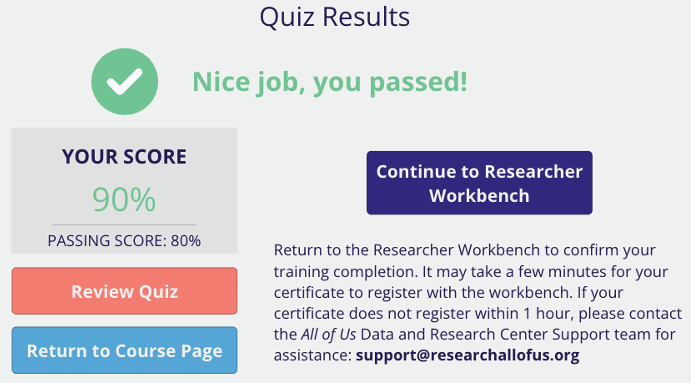 Quiz Results
Nice job, you passed!
YOUR SCORE
90%
PASSING SCORE: 80%
Review Quiz
Return to Course Page
Continue to Researcher
Workbench
Return to the Researcher Workbench to confirm your
training completion. It may take a few minutes for your
certificate to register with the workbench. If your
certificate does not register within 1 hour, please contact
the All of Us Data and Research Center Support team for
assistance: support@researchallofus.org